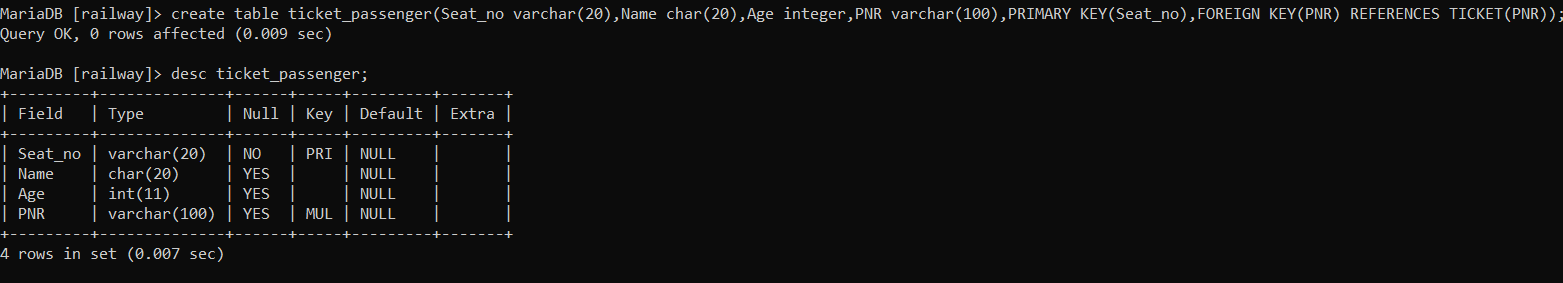 MariaDB [railway]> create table ticket_passenger(Seat_no varchar(20),Name char(20),Age integer,PNR varchar(100),PRIMARY KEY(Seat_no),FOREIGN KEY(PNR) REFERENCES TICKET(PNR));
Query OK, 0 rows affected (0.009 sec)
MariaDB [railway]> desc ticket_passenger;
+---------+--------------+------+-----+---------+-------+
| Field   | Type         | Null | Key | Default | Extra |
+---------+--------------+------+-----+---------+-------+
| Seat_no | varchar(20)  | NO   | PRI | NULL    |       |
| Name    | char(20)     | YES  |     | NULL    |       |
| Age     | int(11)      | YES  |     | NULL    |       |
| PNR     | varchar(100) | YES  | MUL | NULL    |       |
+---------+--------------+------+-----+---------+-------+
4 rows in set (0.007 sec)